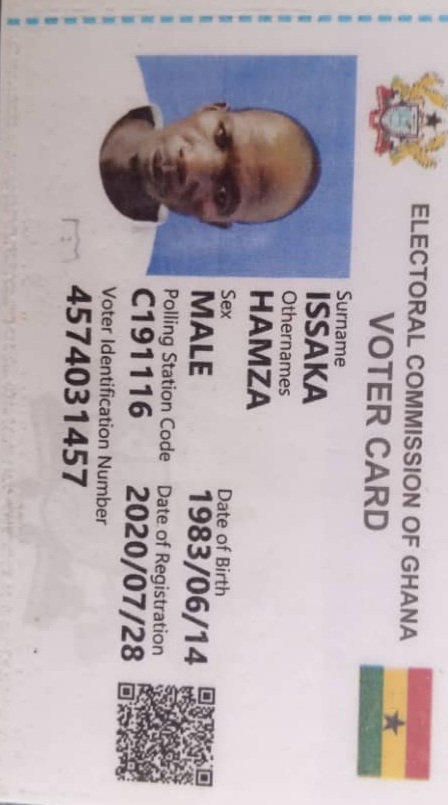 ELECTORAL COMMISSION OF GHANA
VOTER CARD
Surname
ISSAKA
Othernames
HAMZA
Sex Date of Birth
MALE 1983/06/14
Polling Station Code Date of Registration
C191116 2020/07/28
Voter Identification Number
4574031457